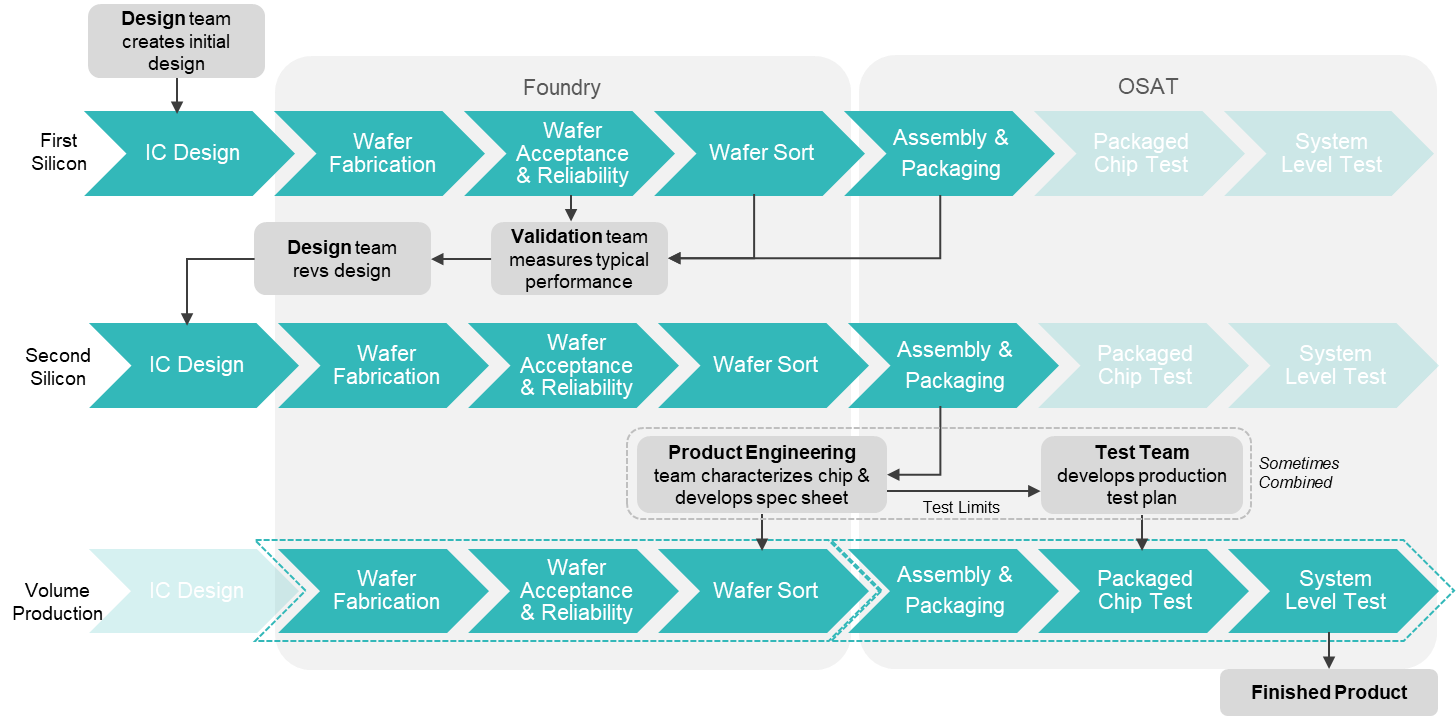 Design team
creates initial
design
Foundry
OSAT
First
Silicon
IC Design
Wafer
Fabrication
Wafer
Acceptance
& Reliability
Wafer Sort
Assembly &
Packaging
Packaged
Chip Test
System
Level Test
Design team
revs design
Validation team
measures typical
performance
Second
Silicon
IC Design
Wafer
Fabrication
Wafer
Acceptance
& Reliability
Wafer Sort
Assembly &
Packaging
Packaged
Chip Test
System
Level Test
Product Engineering
team characterizes chip &
develops spec sheet
Test Limits
Test Team
develops production
test plan
Sometimes
Combined
Volume
Production
IC Design
Wafer
Fabrication
Wafer
Acceptance
& Reliability
Wafer Sort
Assembly &
Packaging
Packaged
Chip Test
System
Level Test
Finished Product